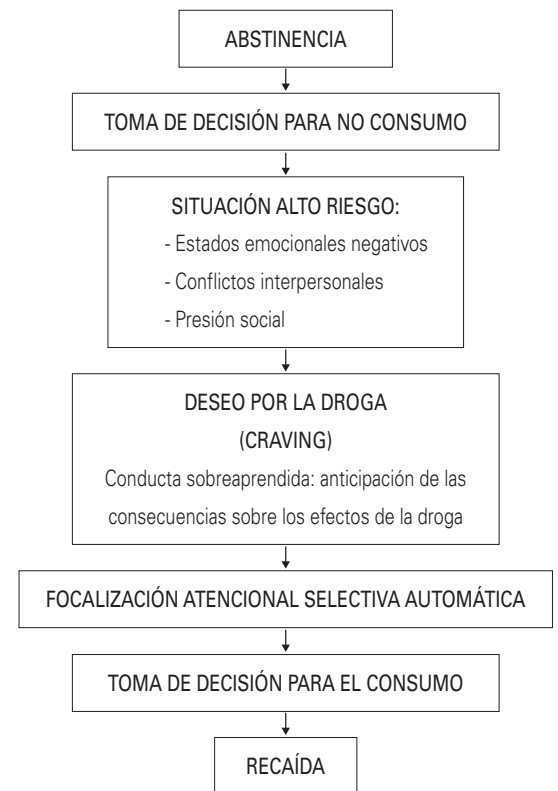 ABSTINENCIA
TOMA DE DECISIÓN PARA NO CONSUMO
SITUACIÓN ALTO RIESGO:
- Estados emocionales negativos
- Conflictos interpersonales
- Presión social
DESEO POR LA DROGA
(CRAVING)
Conducta sobreaprendida: anticipación de las
consecuencias sobre los efectos de la droga
FOCALIZACIÓN ATENCIONAL SELECTIVA AUTOMÁTICA
TOMA DE DECISIÓN PARA EL CONSUMO
RECAÍDA